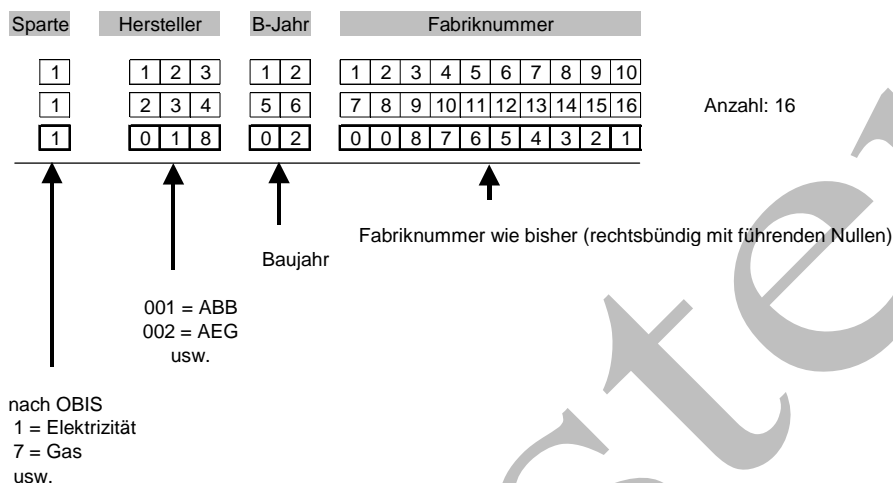 Sparte Hersteller B-Jahr Fabriknummer
1 1 2 3 1 2 1 2 3 4 5 6 7 8 9 10
1 2 3 4 5 6 7 8 9 10 11 12 13 14 15 16 Anzahl: 16
1 0 1 8 0 2 0 0 8 7 6 5 4 3 2 1
Fabriknummer wie bisher (rechtsbündig mit führenden Nullen)
Baujahr
001 = ABB
002 = AEG
usw.
nach OBIS
1 = Elektrizität
7 = Gas
usw.